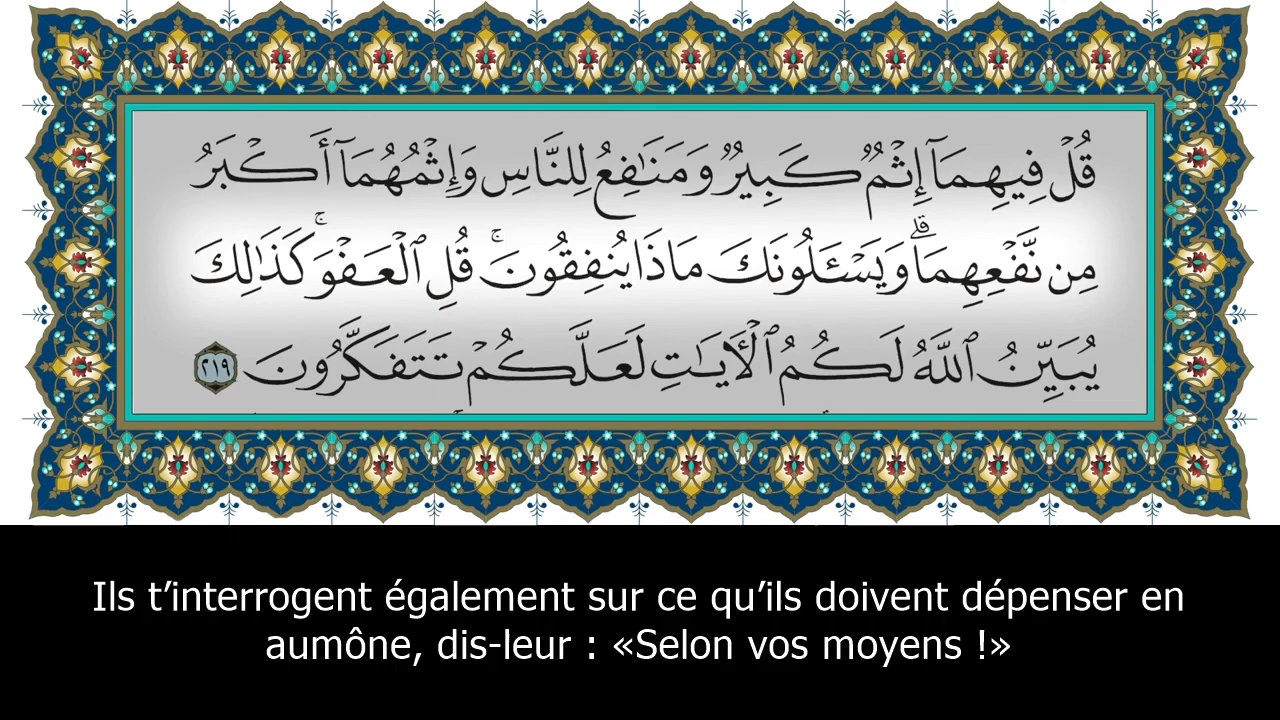 قُلْ فِيهِمَآ إِثْمٌ كَبِيرٌ وَمَنَٰفِعُ لِلنَّاسِ وَإِثْمُهُمَآ أَكْبَرُ
مِن نَّفْعِهِمَا ۗ وَيَسْـَٔلُونَكَ مَاذَا يُنفِقُونَ ۚ قُلِ ٱلْعَفْوَ ۚ كَذَٰلِكَ
يُبَيِّنُ ٱللَّهُ لَكُمُ ٱلْأَيَٰتِ لَعَلَّكُمْ تَتَفَكَّرُونَ ٢١٩
Ils t’interrogent également sur ce qu’ils doivent dépenser en
aumône, dis-leur : «Selon vos moyens !»